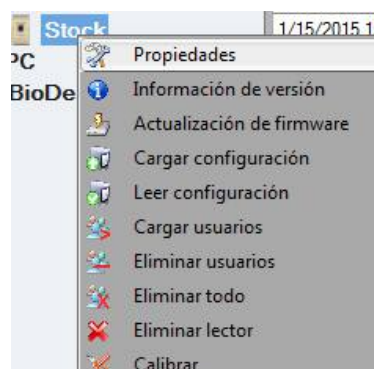 Stock 1/15/2015 1
PC
BioDe
Propiedades
Información de versión
Actualización de firmware
Cargar configuración
Leer configuración
Cargar usuarios
Eliminar usuarios
Eliminar todo
Eliminar lector
Calibrar